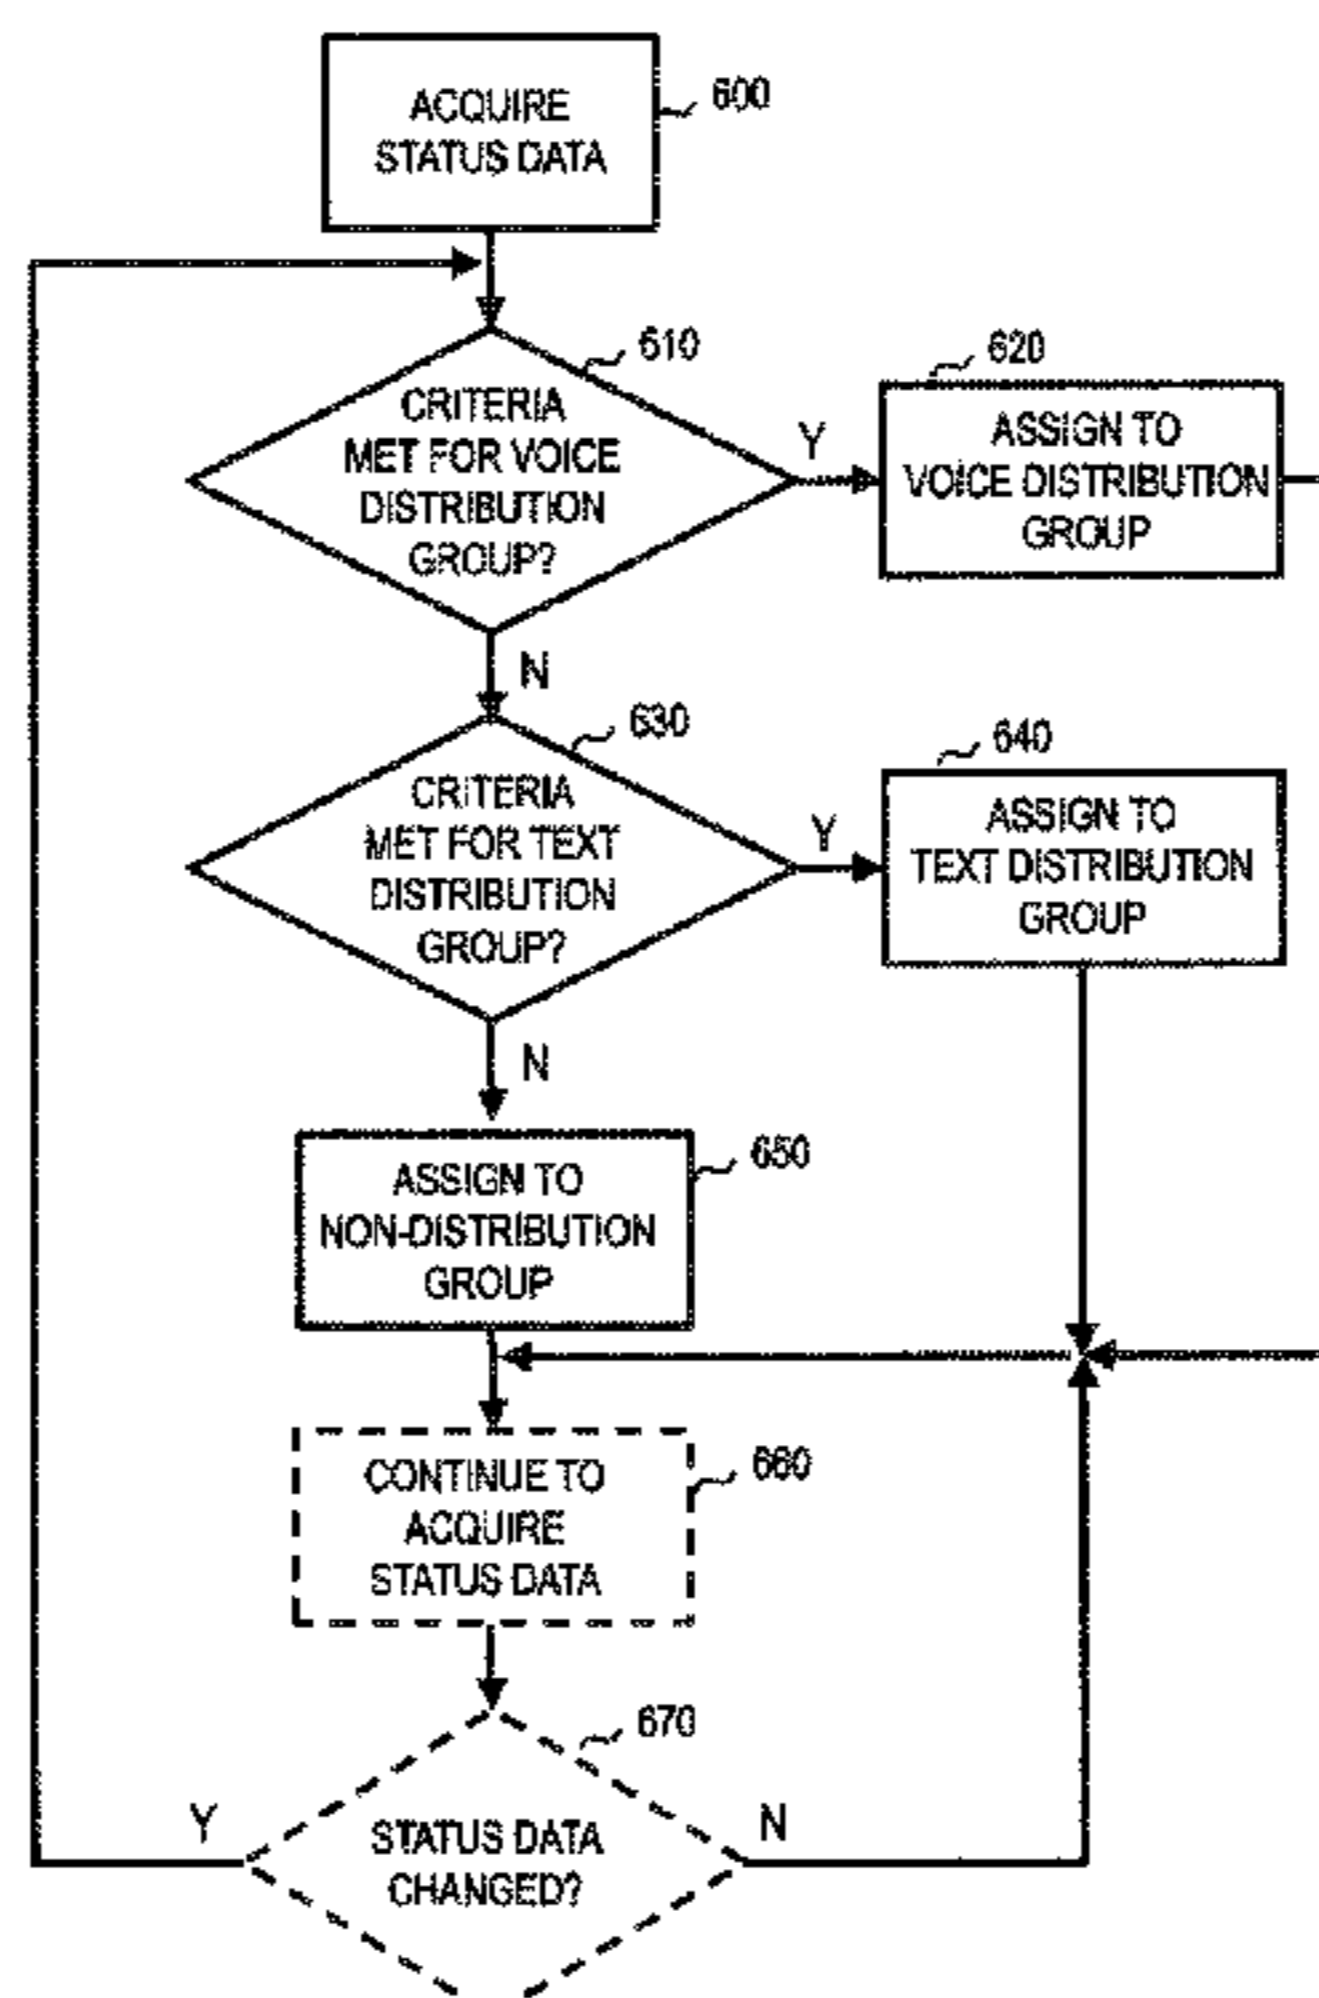 ACQUIRE
STATUS DATA
600
610
CRITERIA
MET FOR VOICE
DISTRIBUTION
GROUP?
Y
620
ASSIGN TO
VOICE DISTRIBUTION
GROUP
N
630
CRITERIA
MET FOR TEXT
DISTRIBUTION
GROUP?
Y
640
ASSIGN TO
TEXT DISTRIBUTION
GROUP
N
650
ASSIGN TO
NON-DISTRIBUTION
GROUP
660
CONTINUE TO
ACQUIRE
STATUS DATA
670
Y
STATUS DATA
CHANGED?
N